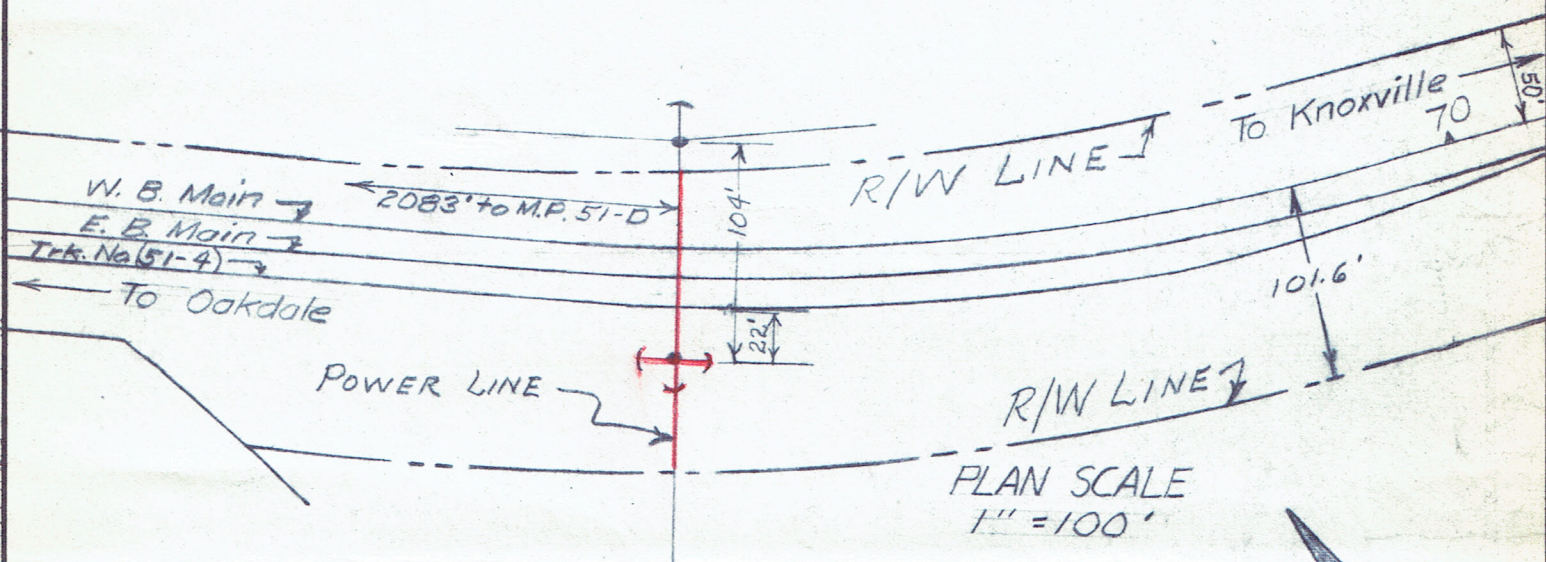 To Knoxville
50'
70
R/W LINE
W. B. Main
2083' to M.P. 51-D
104'
E. B. Main
Trk. No. (51-4)
To Oakdale
101.6'
22'
POWER LINE
R/W LINE
PLAN SCALE
1" = 100'